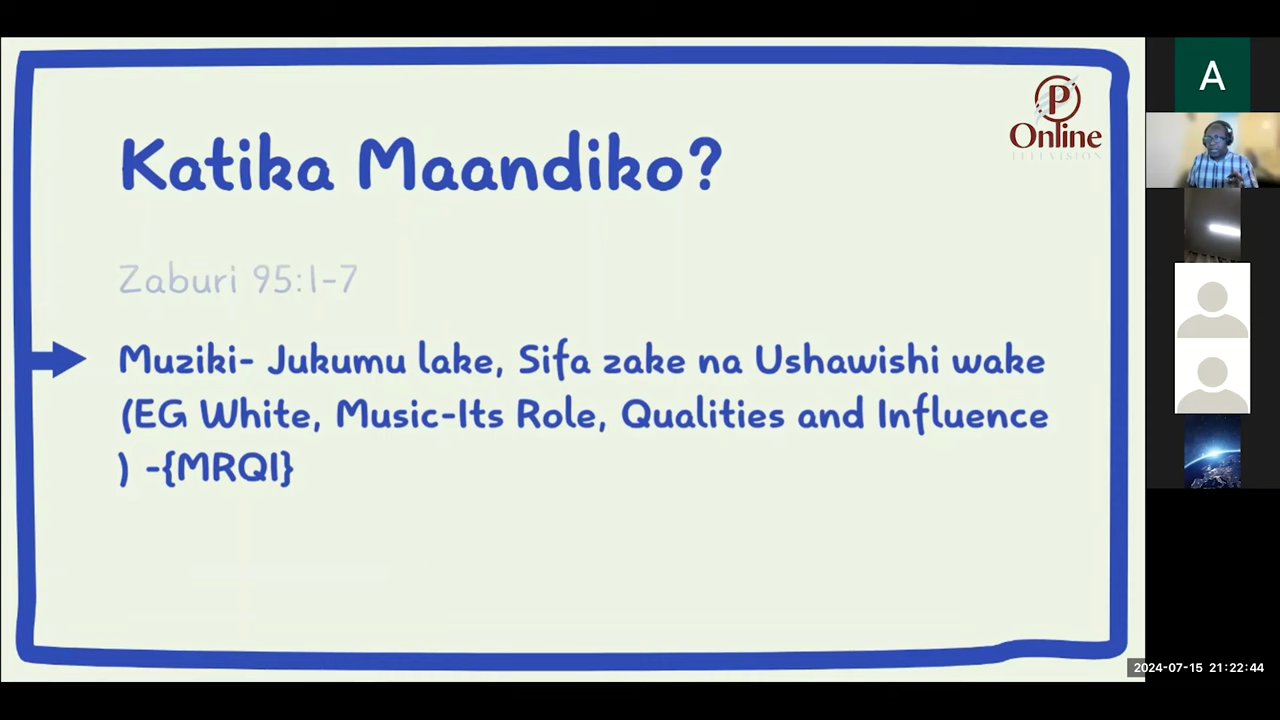 P
Online
TELEVISION
A
Katika Maandiko?
Zaburi 95:1-7
Muziki- Jukumu lake, Sifa zake na Ushawishi wake
(EG White, Music-Its Role, Qualities and Influence
) -{MRQI}
2024-07-15 21:22:44